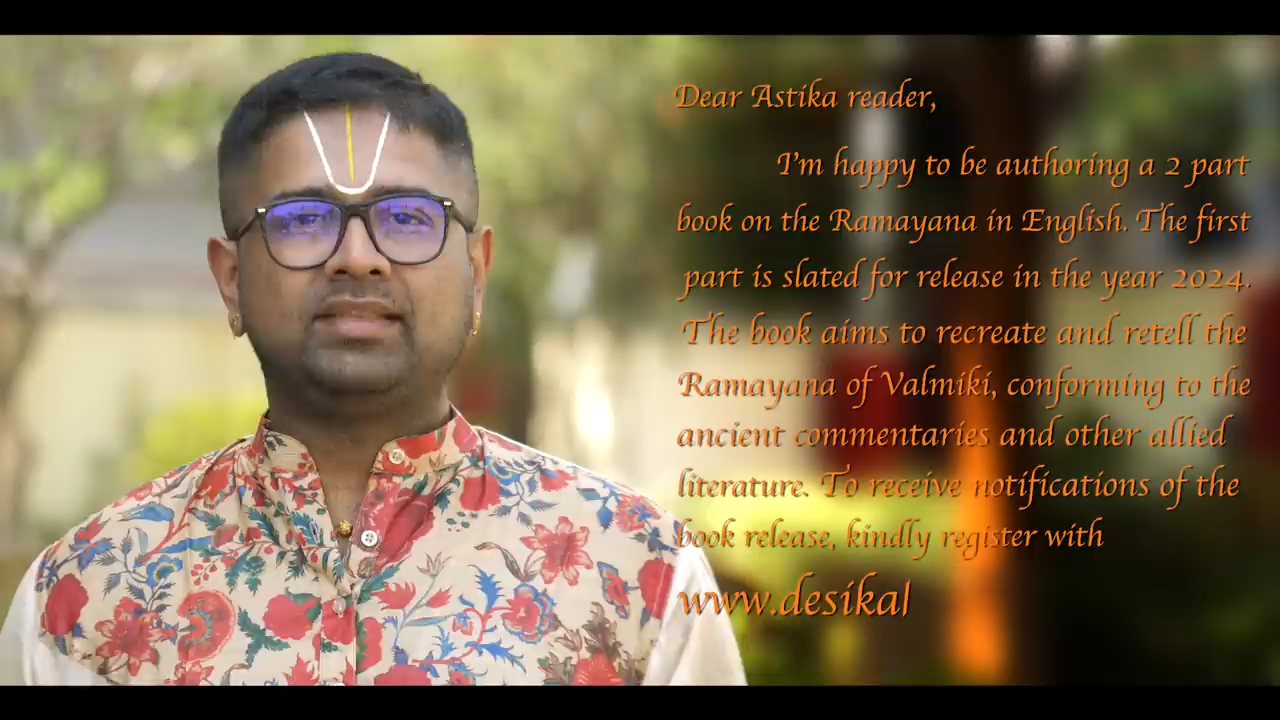 Dear Astika reader,
I'm happy to be authoring a 2 part
book on the Ramayana in English. The first
part is slated for release in the year 2024.
The book aims to recreate and retell the
Ramayana of Valmiki, conforming to the
ancient commentaries and other allied
literature. To receive notifications of the
book release, kindly register with
www.desika|